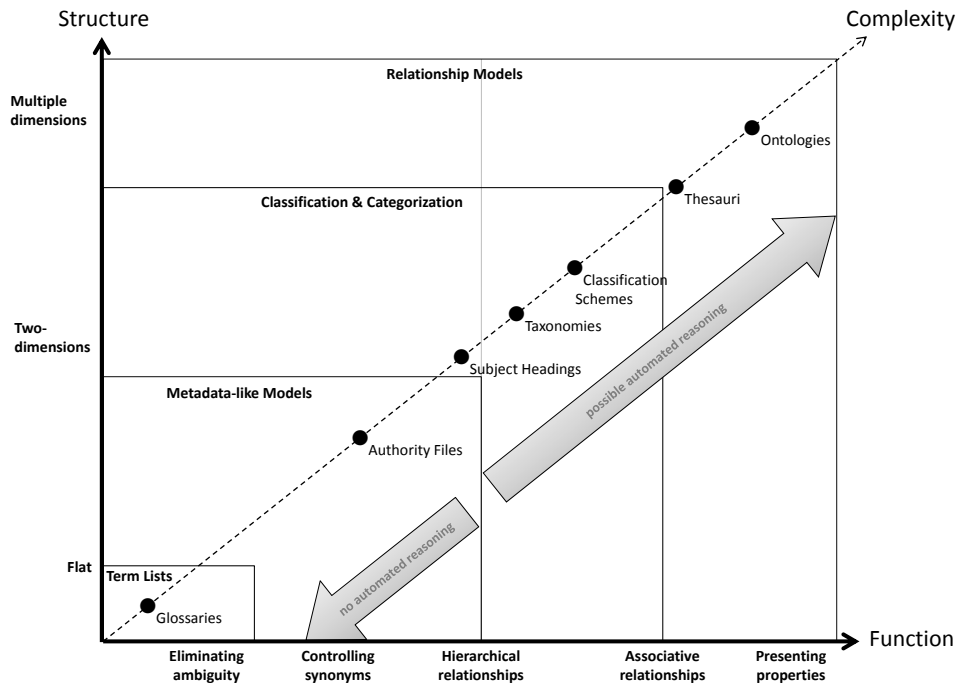 Structure
Complexity
Relationship Models
Multiple
dimensions
Ontologies
Thesauri
Classification & Categorization
Classification
Schemes
Two-
dimensions
Taxonomies
Subject Headings
possible automated reasoning
Metadata-like Models
Authority Files
no automated reasoning
Flat
Term Lists
Glossaries
Function
Eliminating
ambiguity
Controlling
synonyms
Hierarchical
relationships
Associative
relationships
Presenting
properties